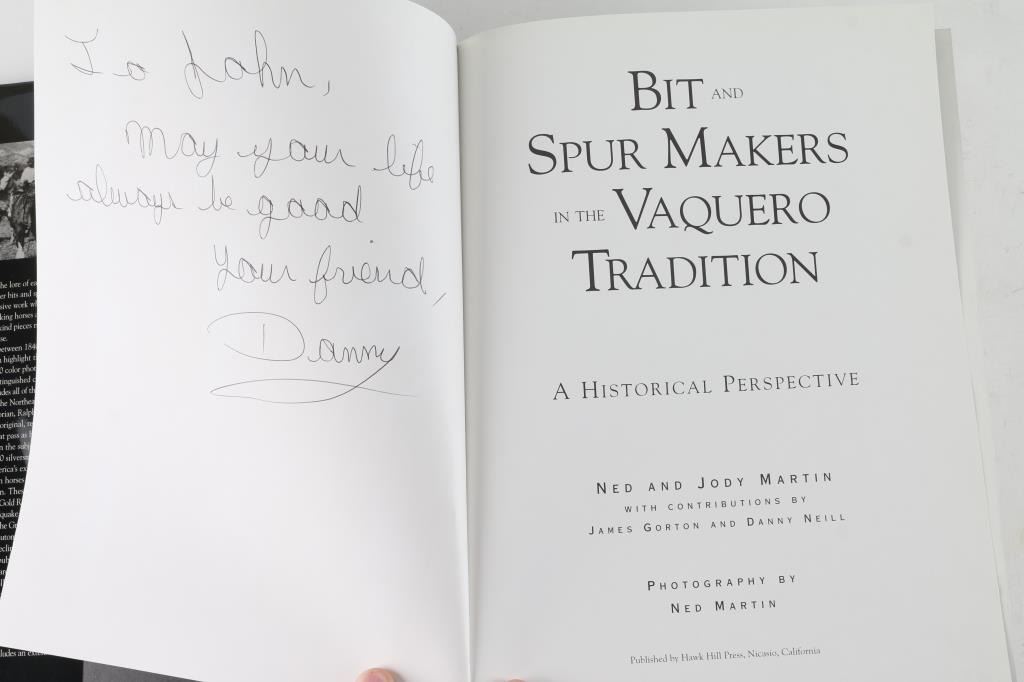 To John,
May your life
always be good
your friend,
Danny
BIT AND
SPUR MAKERS
IN THE VAQUERO
TRADITION
A HISTORICAL PERSPECTIVE
NED AND JODY MARTIN
WITH CONTRIBUTIONS BY
JAMES GORTON AND DANNY NEILL
PHOTOGRAPHY BY
NED MARTIN
Published by Hawk Hill Press, Nicasio, California